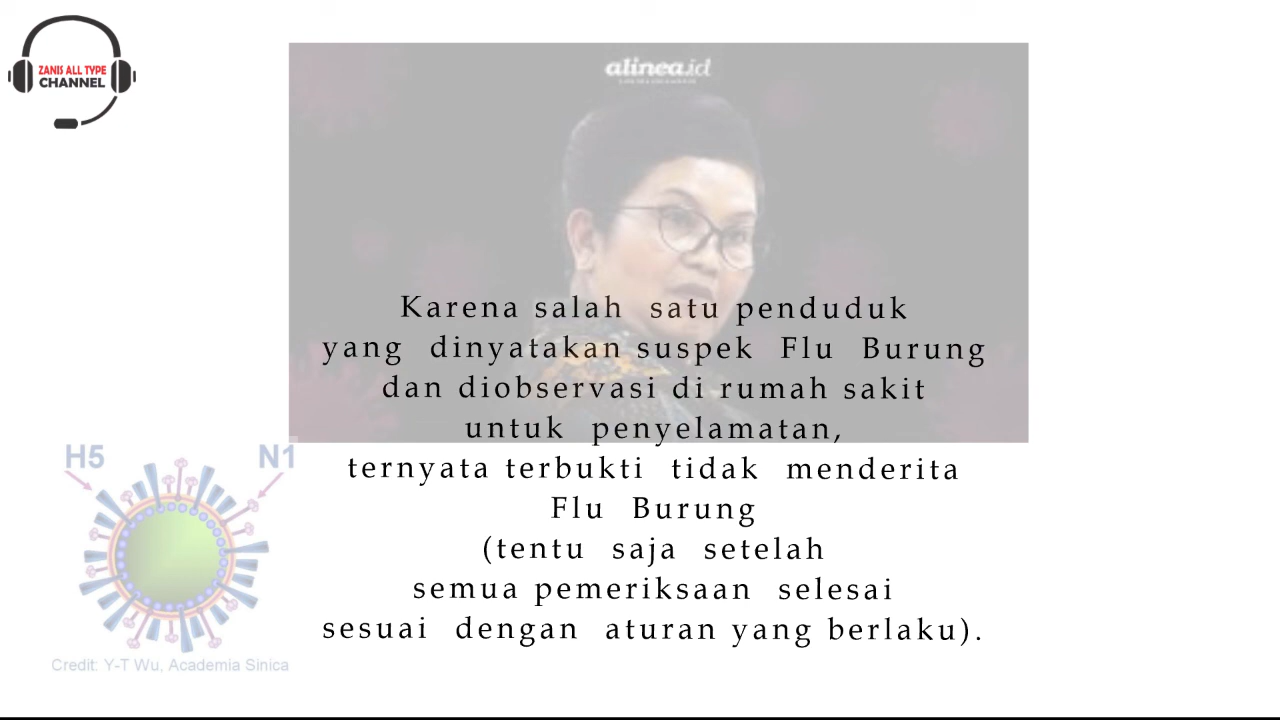 ZANIS ALL TYPE
CHANNEL
alinea.id
Karena salah satu penduduk
yang dinyatakan suspek Flu Burung
dan diobservasi di rumah sakit
untuk penyelamatan,
ternyata terbukti tidak menderita
Flu Burung
(tentu saja setelah
semua pemeriksaan selesai
sesuai dengan aturan yang berlaku).
H5
N1
Credit: Y-T Wu, Academia Sinica